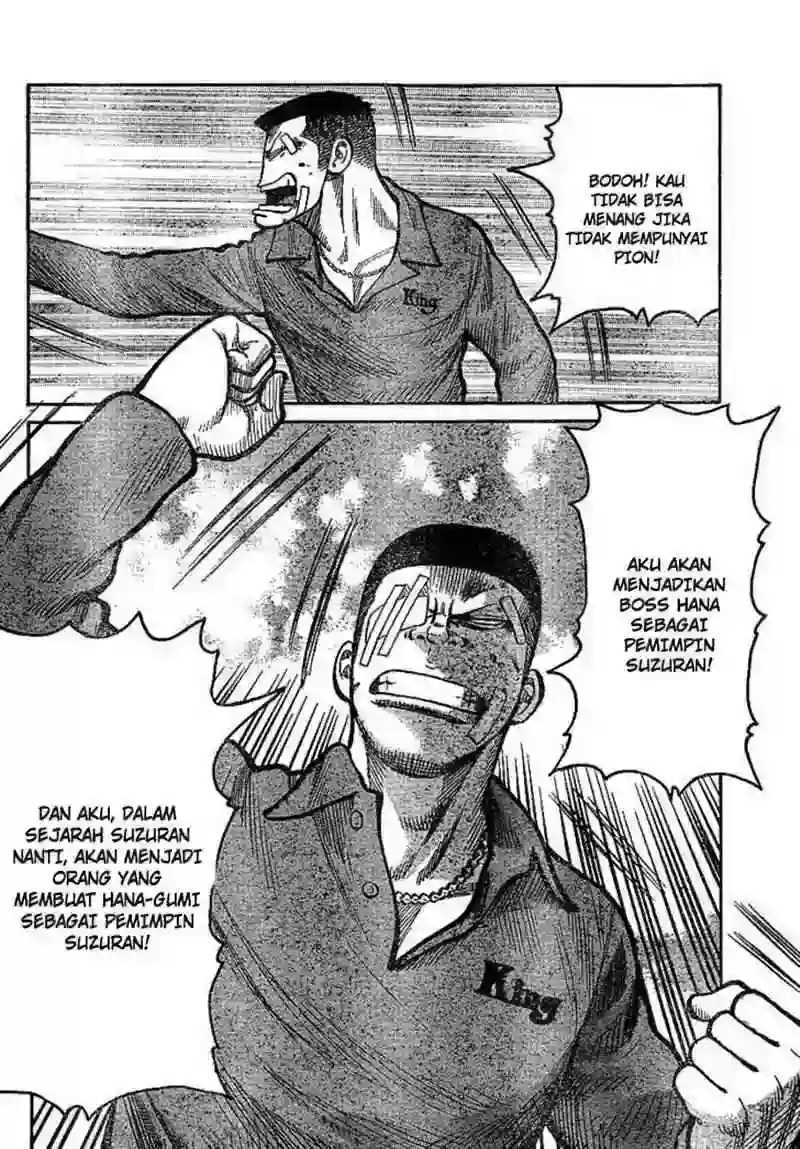 BODOH! KAU
TIDAK BISA
MENANG JIKA
TIDAK MEMPUNYAI
PION!
King
AKU AKAN
MENJADIKAN
BOSS HANA
SEBAGAI
PEMIMPIN
SUZURAN!
DAN AKU, DALAM
SEJARAH SUZURAN
NANTI, AKAN MENJADI
ORANG YANG
MEMBUAT HANA-GUMI
SEBAGAI PEMIMPIN
SUZURAN!
King